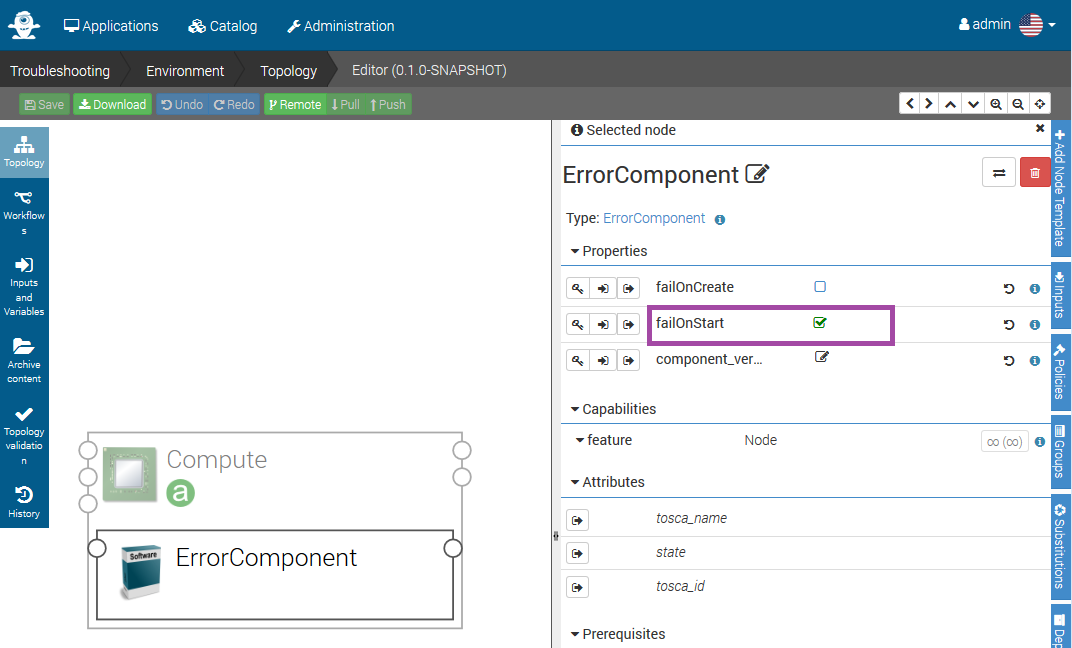 Applications Catalog Administration admin
Troubleshooting Environment Topology Editor (0.1.0-SNAPSHOT)
Save Download Undo Redo Remote Pull Push
Topology
Workflow
s
Inputs
and
Variables
Archive
content
Topology
validatio
n
History
Compute
a
Software
ErrorComponent
Selected node
ErrorComponent
Type: ErrorComponent
Properties
failOnCreate
failOnStart
component_ver...
Capabilities
feature Node ∞ (∞)
Attributes
tosca_name
state
tosca_id
Prerequisites
Add Node Template
Inputs
Policies
Groups
Substitutions
Dep